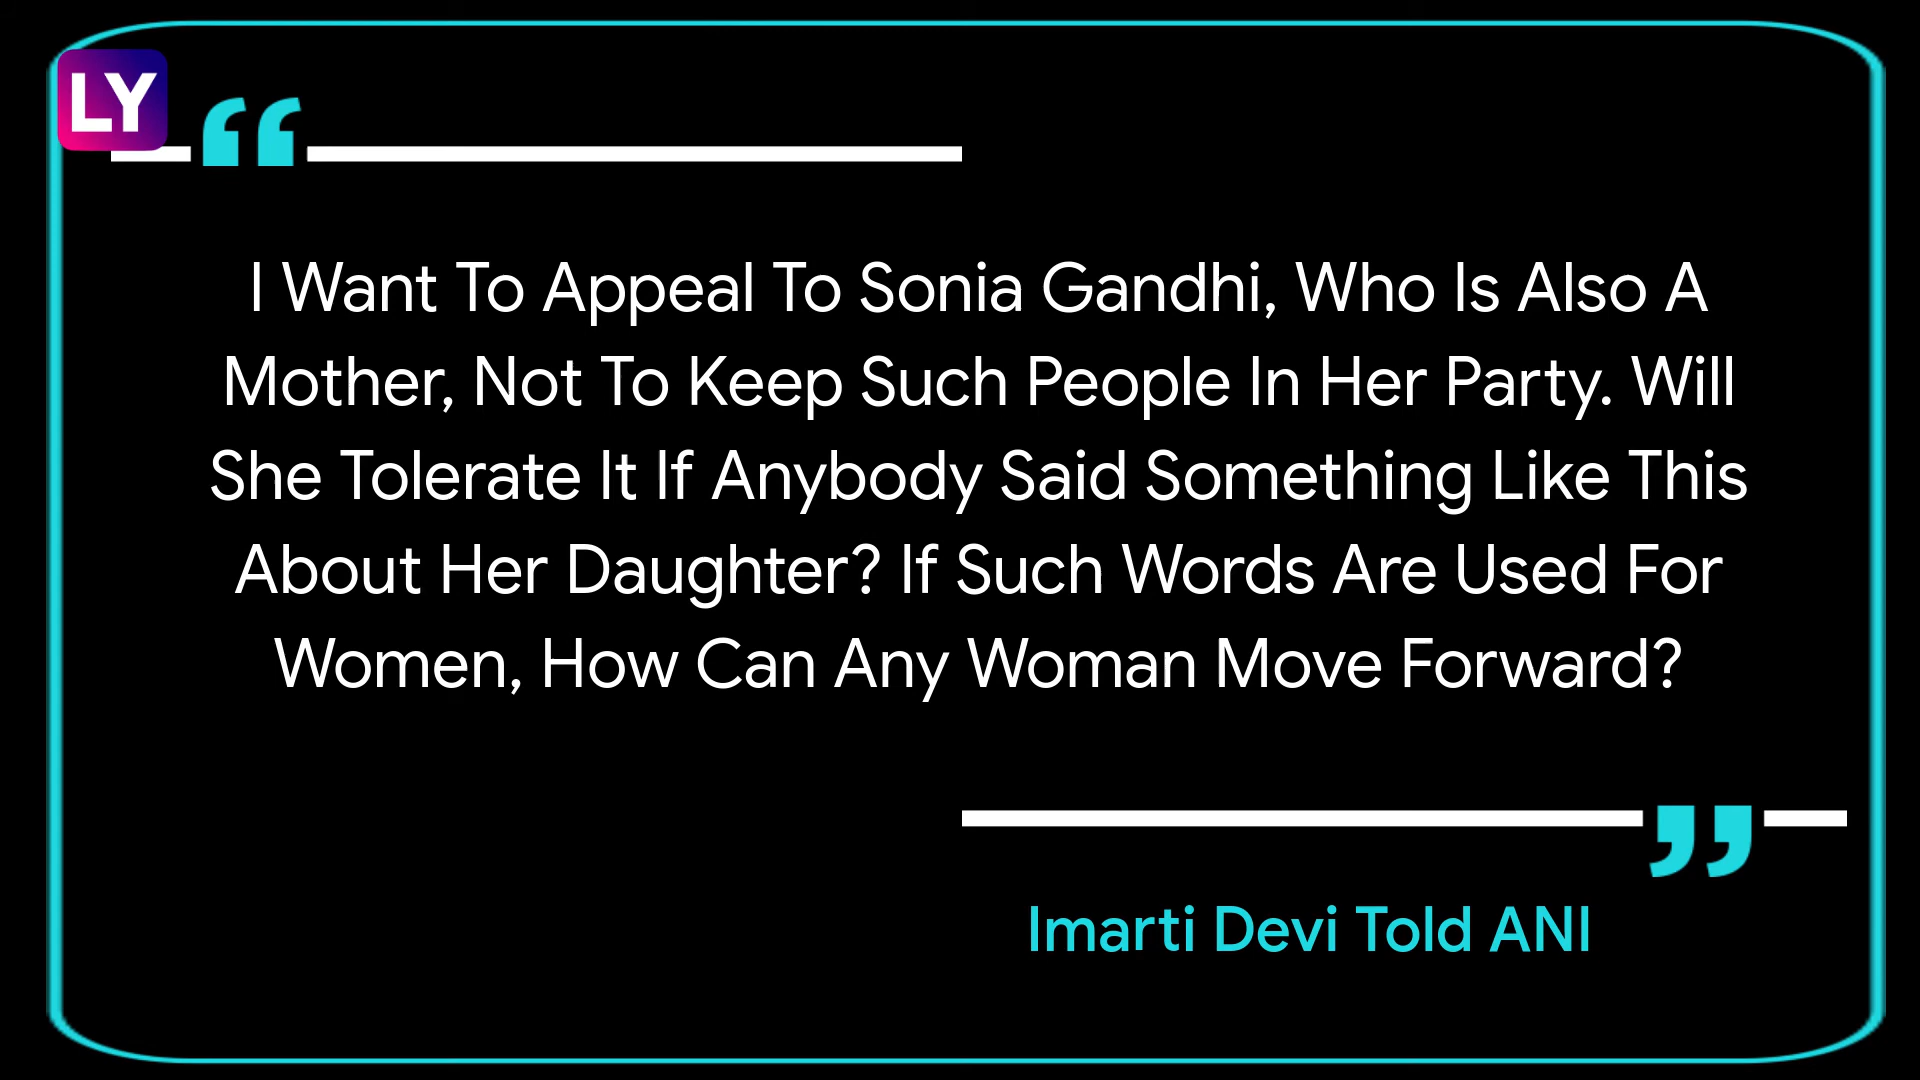 LY
“
I Want To Appeal To Sonia Gandhi, Who Is Also A
Mother, Not To Keep Such People In Her Party. Will
She Tolerate It If Anybody Said Something Like This
About Her Daughter? If Such Words Are Used For
Women, How Can Any Woman Move Forward?
”
Imarti Devi Told ANI